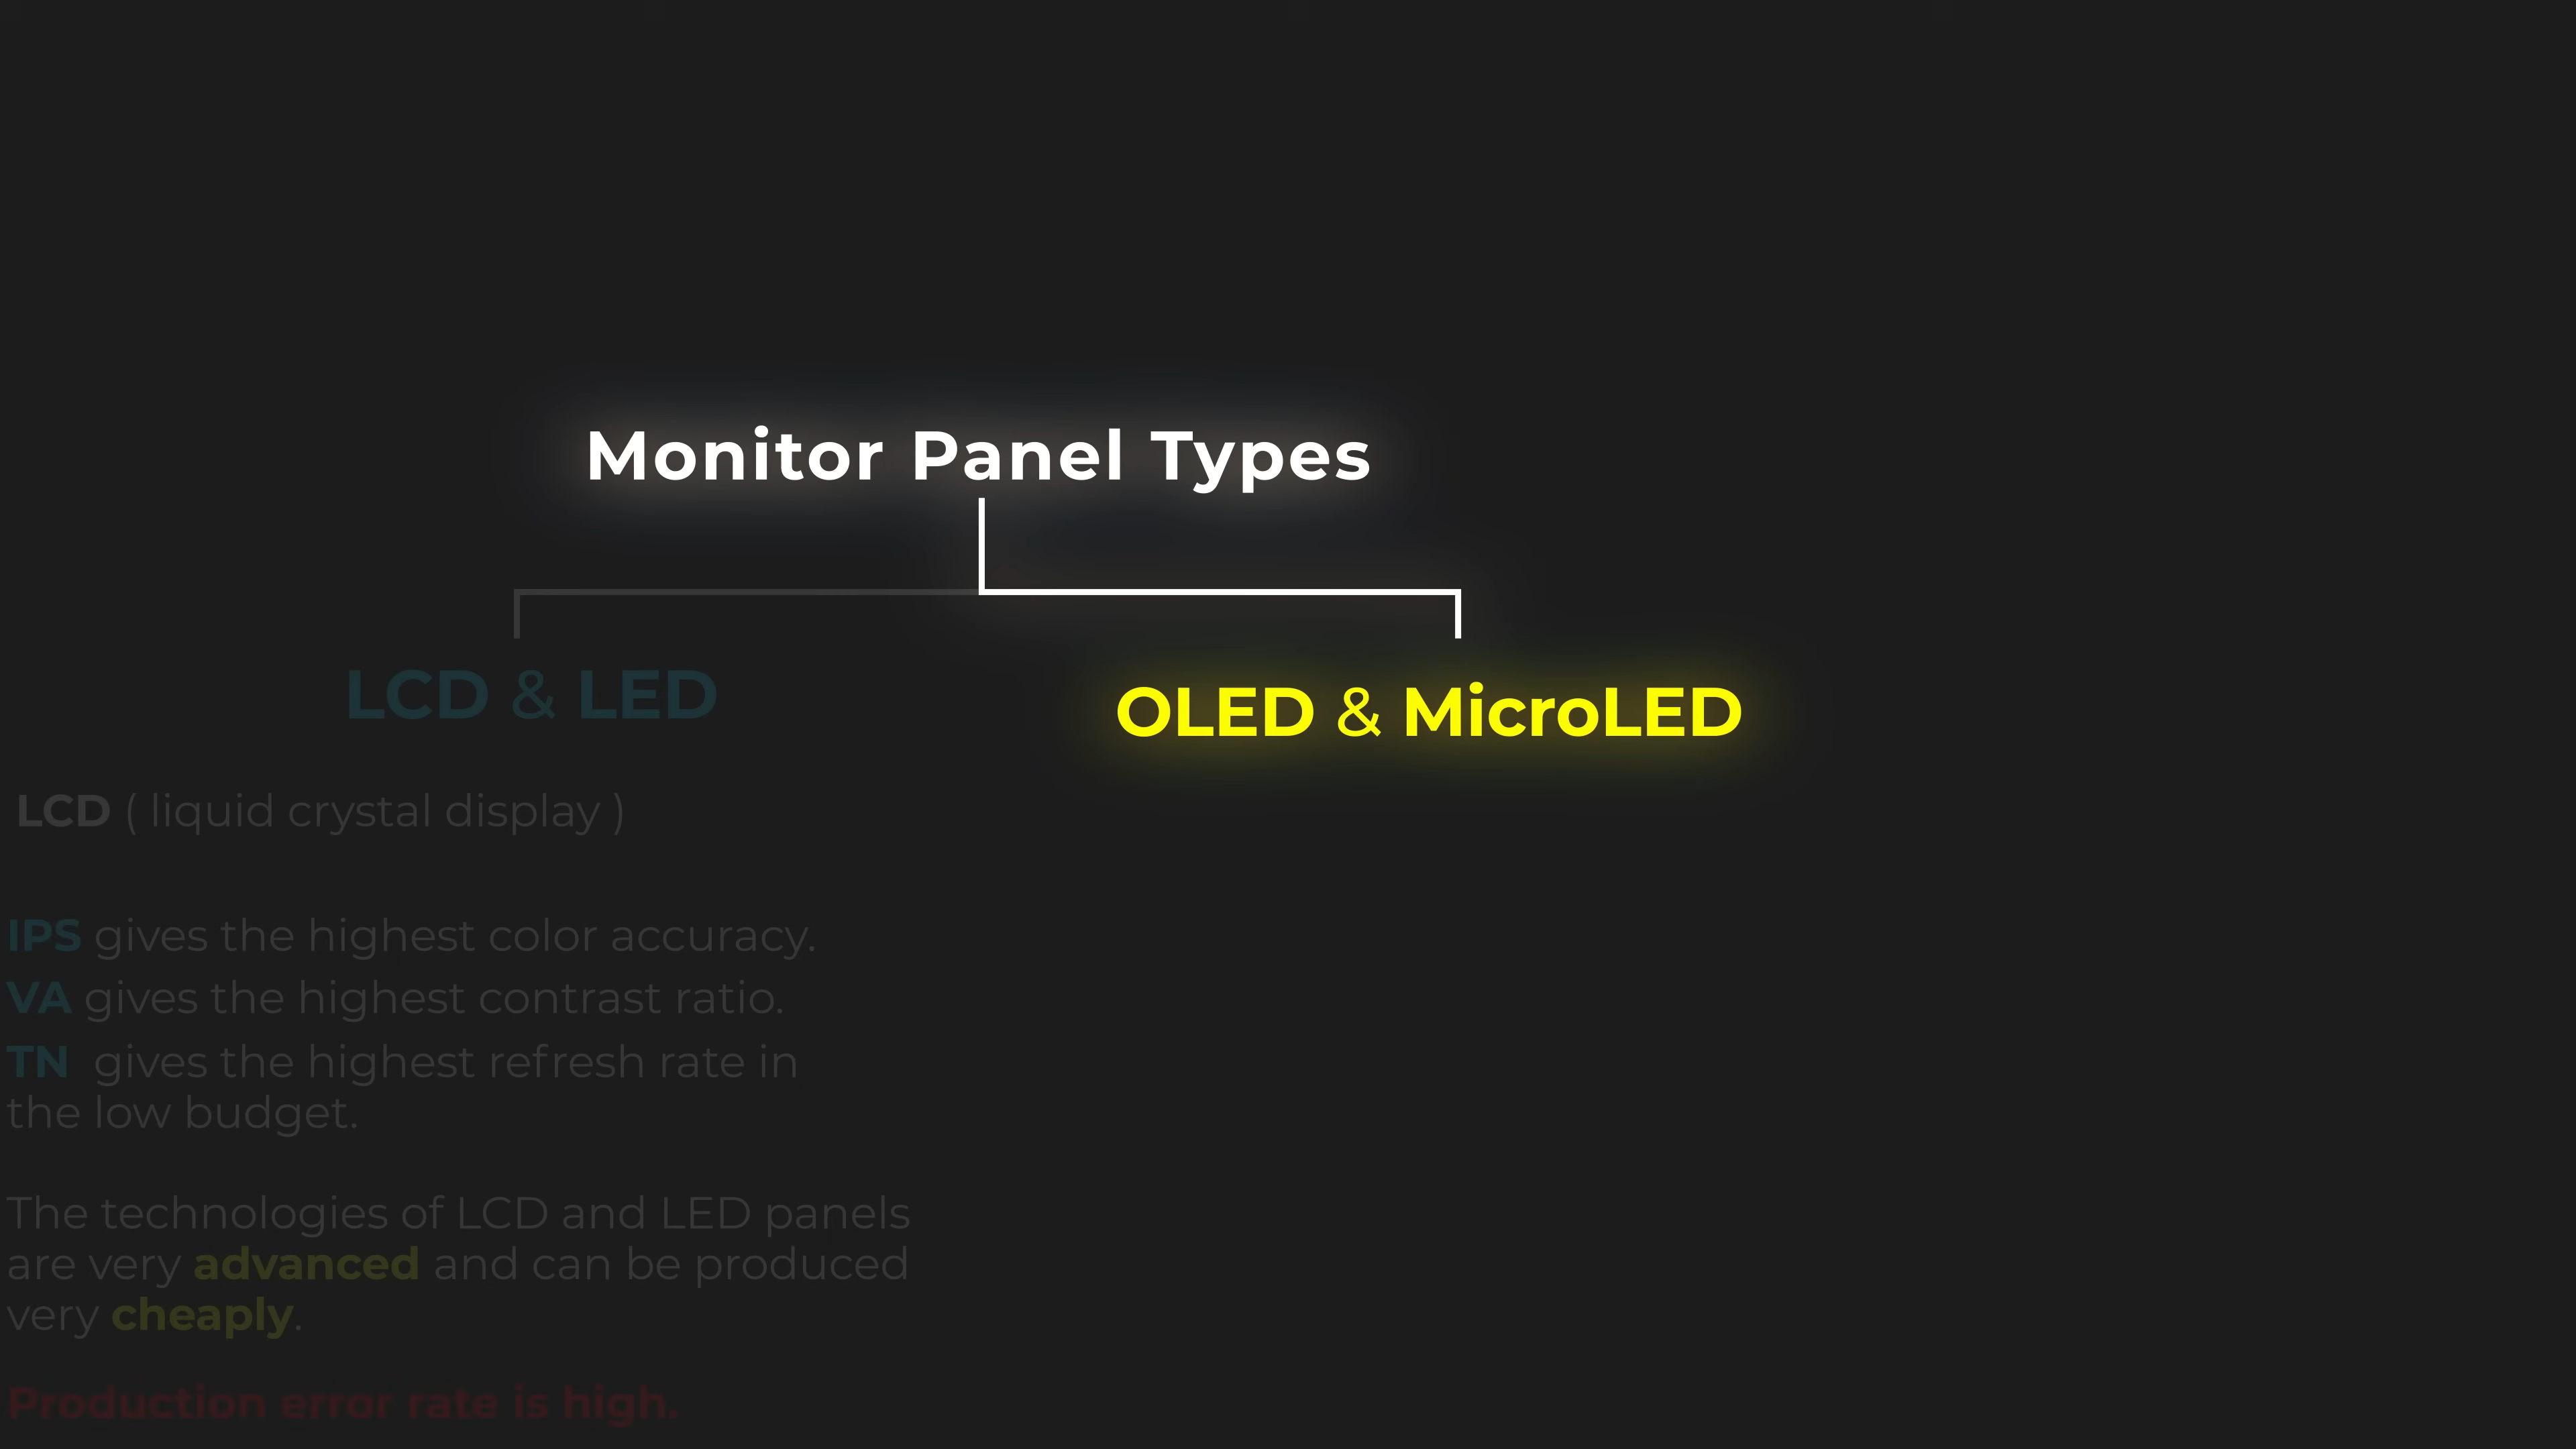 Monitor Panel Types
LCD & LED
OLED & MicroLED
LCD ( liquid crystal display )
IPS gives the highest color accuracy.
VA gives the highest contrast ratio.
TN gives the highest refresh rate in
the low budget.
The technologies of LCD and LED panels
are very advanced and can be produced
very cheaply.
Production error rate is high.